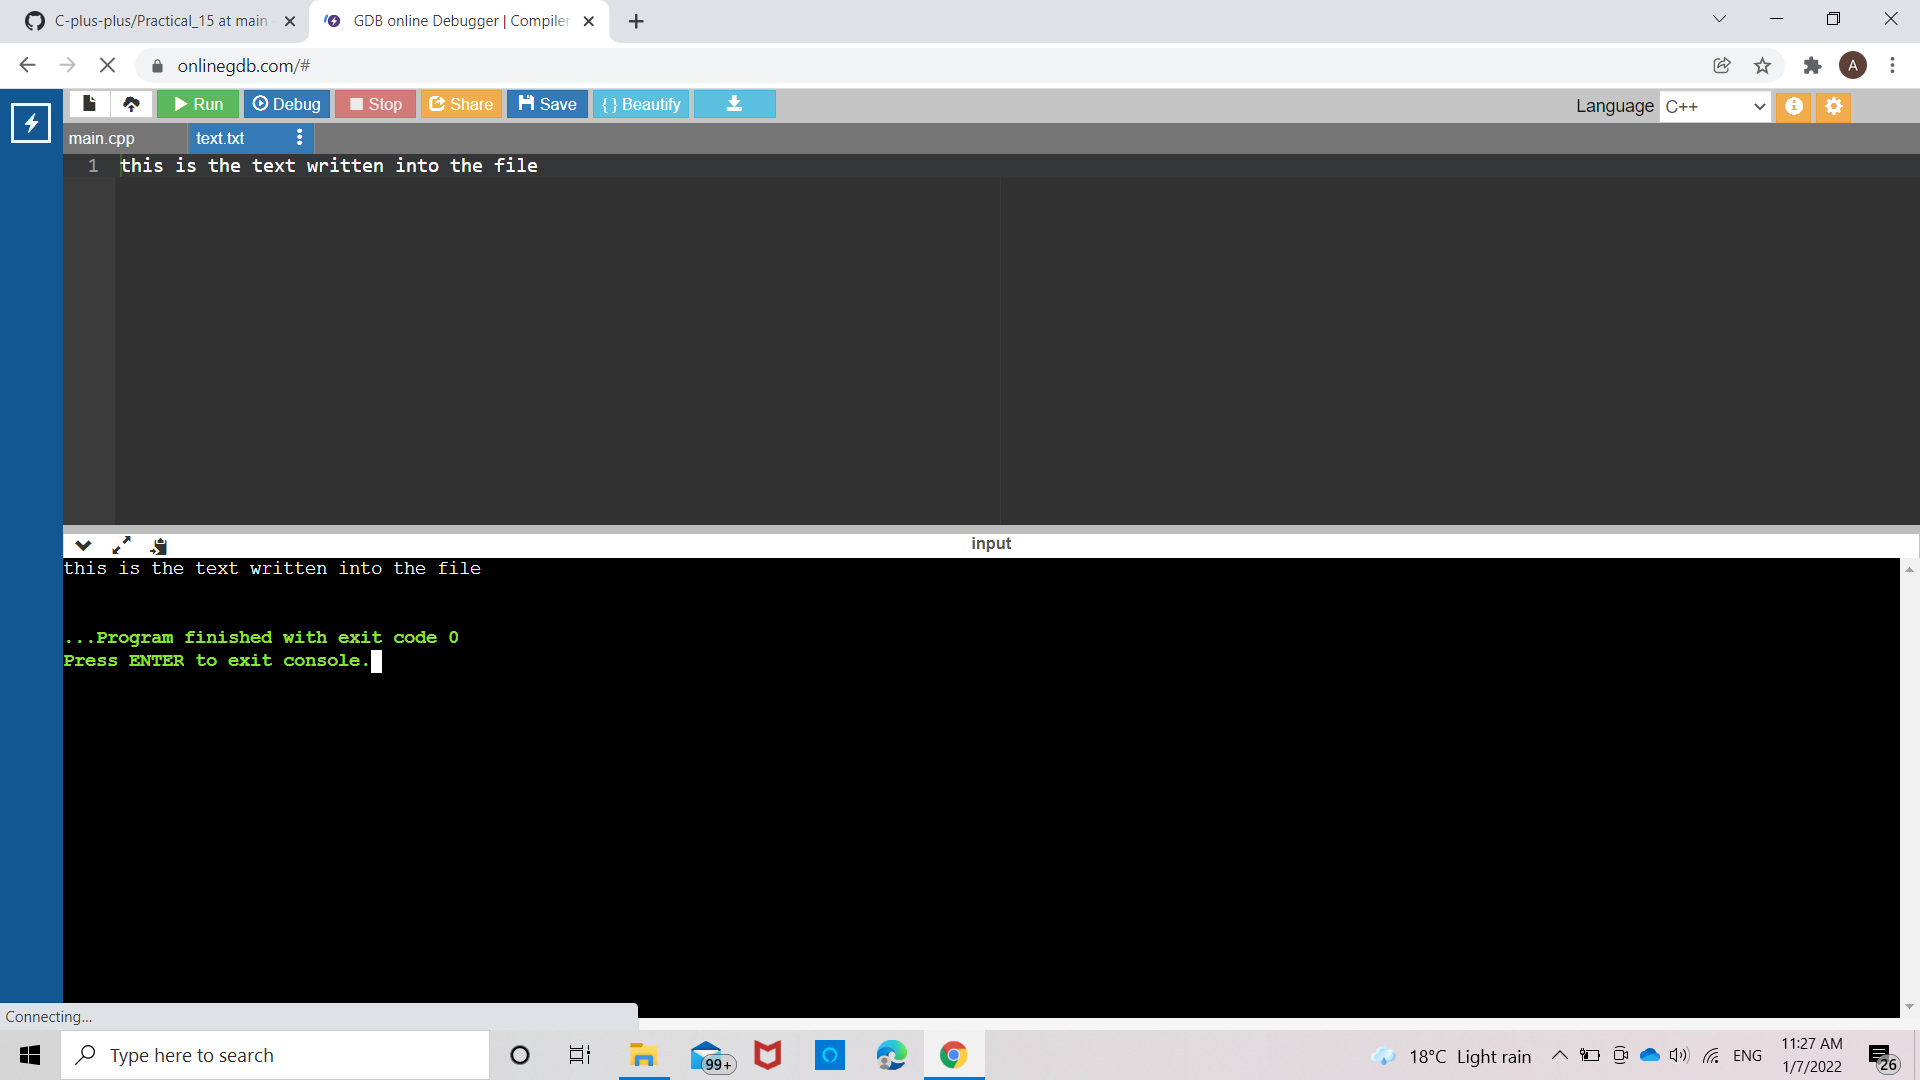 C-plus-plus/Practical_15 at main
GDB online Debugger | Compiler
onlinegdb.com/#
A
Run
Debug
Stop
Share
Save
{ } Beautify
Language
C++
main.cpp
text.txt
1 this is the text written into the file
input
this is the text written into the file
...Program finished with exit code 0
Press ENTER to exit console.
Connecting...
Type here to search
99+
18°C Light rain
ENG
11:27 AM
1/7/2022
26